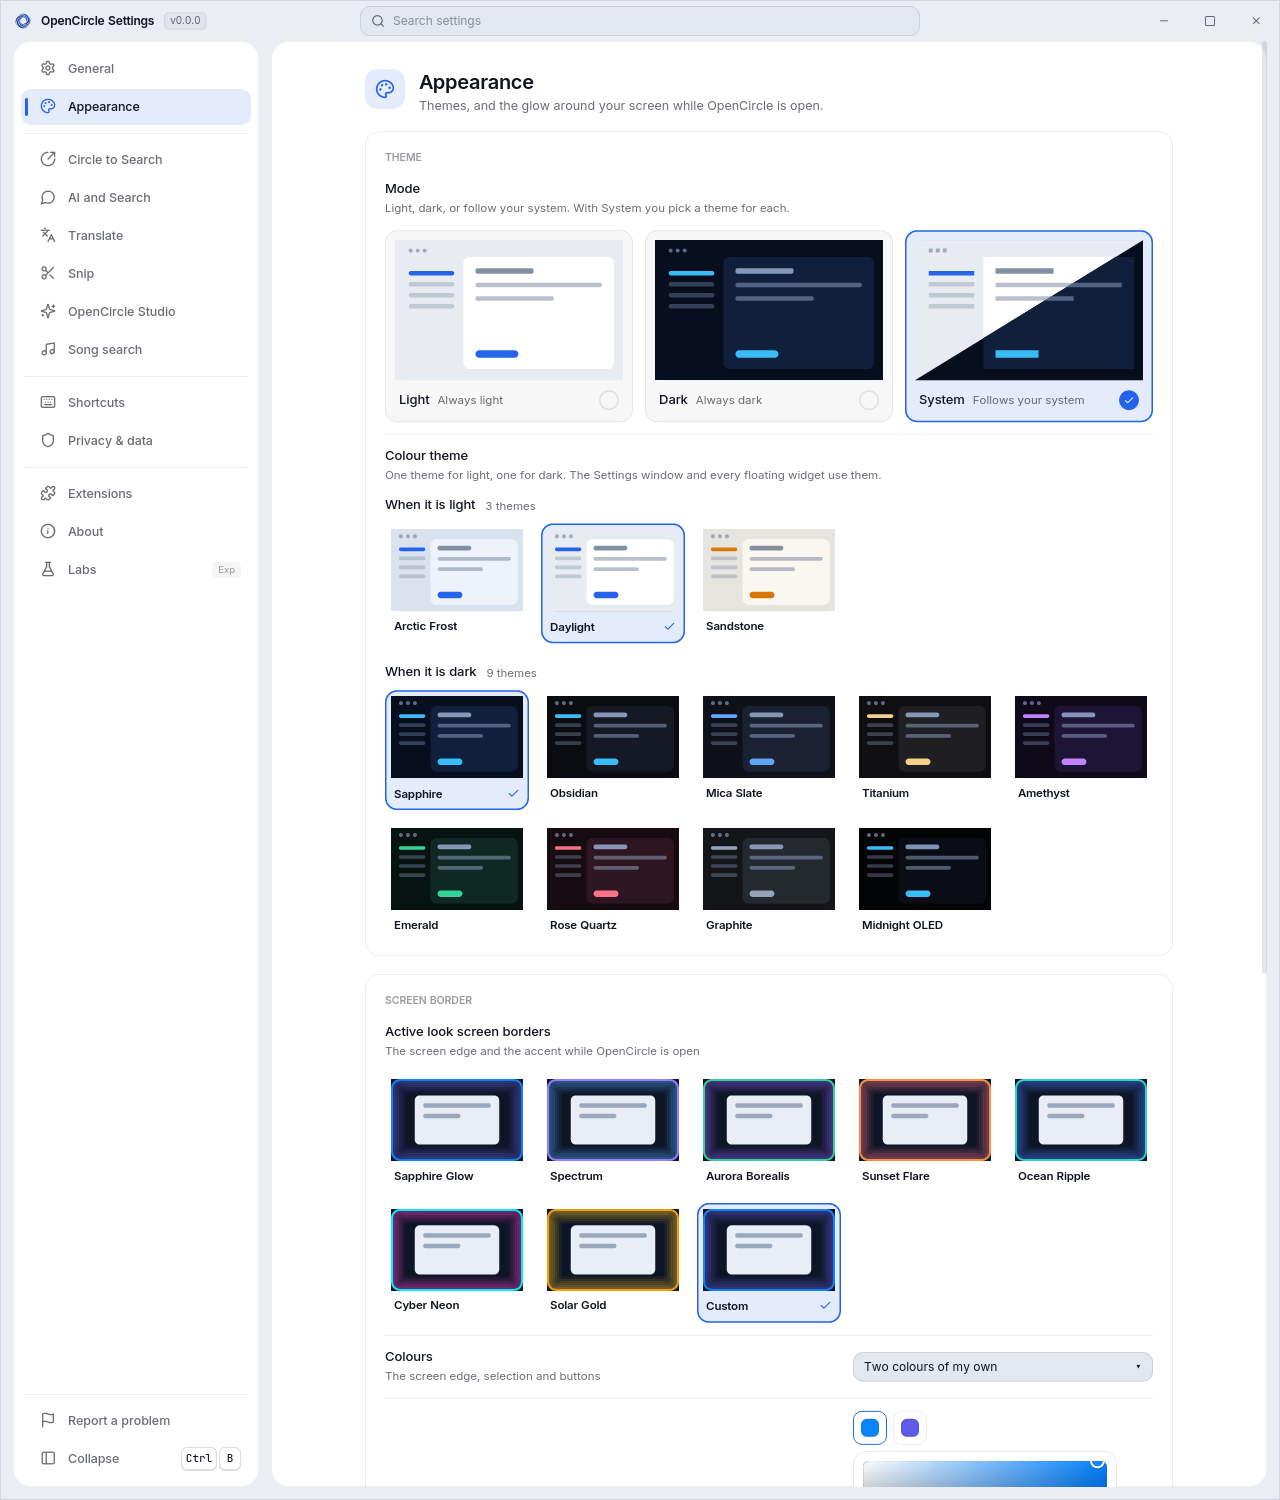 OpenCircle Settings v0.0.0
Search settings
General
Appearance
Circle to Search
AI and Search
Translate
Snip
OpenCircle Studio
Song search
Shortcuts
Privacy & data
Extensions
About
Labs Exp
Report a problem
Collapse Ctrl B
Appearance
Themes, and the glow around your screen while OpenCircle is open.
THEME
Mode
Light, dark, or follow your system. With System you pick a theme for each.
Light Always light
Dark Always dark
System Follows your system
Colour theme
One theme for light, one for dark. The Settings window and every floating widget use them.
When it is light 3 themes
Arctic Frost
Daylight
Sandstone
When it is dark 9 themes
Sapphire
Obsidian
Mica Slate
Titanium
Amethyst
Emerald
Rose Quartz
Graphite
Midnight OLED
SCREEN BORDER
Active look screen borders
The screen edge and the accent while OpenCircle is open
Sapphire Glow
Spectrum
Aurora Borealis
Sunset Flare
Ocean Ripple
Cyber Neon
Solar Gold
Custom
Colours
The screen edge, selection and buttons
Two colours of my own